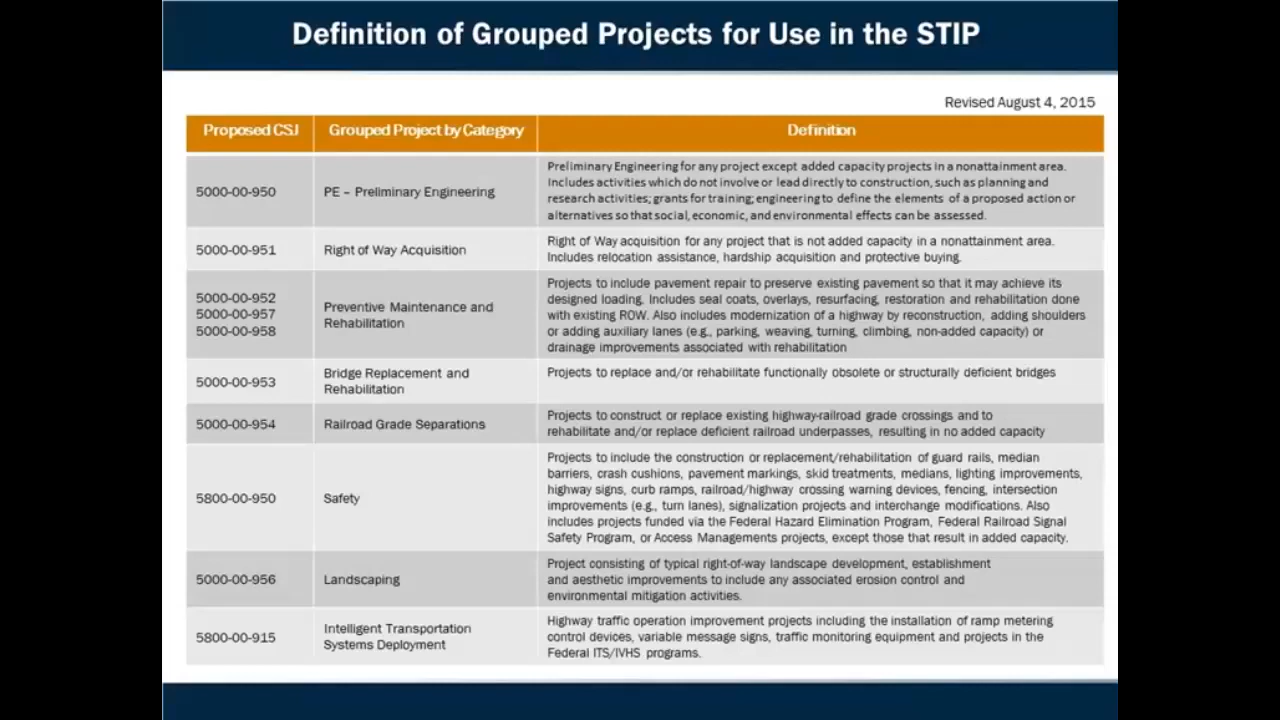 Definition of Grouped Projects for Use in the STIP
Revised August 4, 2015
Proposed CSJ
Grouped Project by Category
Definition
5000-00-950
PE – Preliminary Engineering
Preliminary Engineering for any project except added capacity projects in a nonattainment area.
Includes activities which do not involve or lead directly to construction, such as planning and
research activities; grants for training; engineering to define the elements of a proposed action or
alternatives so that social, economic, and environmental effects can be assessed.
5000-00-951
Right of Way Acquisition
Right of Way acquisition for any project that is not added capacity in a nonattainment area.
Includes relocation assistance, hardship acquisition and protective buying.
5000-00-952
5000-00-957
5000-00-958
Preventive Maintenance and
Rehabilitation
Projects to include pavement repair to preserve existing pavement so that it may achieve its
designed loading. Includes seal coats, overlays, resurfacing, restoration and rehabilitation done
with existing ROW. Also includes modernization of a highway by reconstruction, adding shoulders
or adding auxiliary lanes (e.g., parking, weaving, turning, climbing, non-added capacity) or
drainage improvements associated with rehabilitation
5000-00-953
Bridge Replacement and
Rehabilitation
Projects to replace and/or rehabilitate functionally obsolete or structurally deficient bridges
5000-00-954
Railroad Grade Separations
Projects to construct or replace existing highway-railroad grade crossings and to
rehabilitate and/or replace deficient railroad underpasses, resulting in no added capacity
5800-00-950
Safety
Projects to include the construction or replacement/rehabilitation of guard rails, median
barriers, crash cushions, pavement markings, skid treatments, medians, lighting improvements,
highway signs, curb ramps, railroad/highway crossing warning devices, fencing, intersection
improvements (e.g., turn lanes), signalization projects and interchange modifications. Also
includes projects funded via the Federal Hazard Elimination Program, Federal Railroad Signal
Safety Program, or Access Managements projects, except those that result in added capacity.
5000-00-956
Landscaping
Project consisting of typical right-of-way landscape development, establishment
and aesthetic improvements to include any associated erosion control and
environmental mitigation activities.
5800-00-915
Intelligent Transportation
Systems Deployment
Highway traffic operation improvement projects including the installation of ramp metering
control devices, variable message signs, traffic monitoring equipment and projects in the
Federal ITS/IVHS programs.